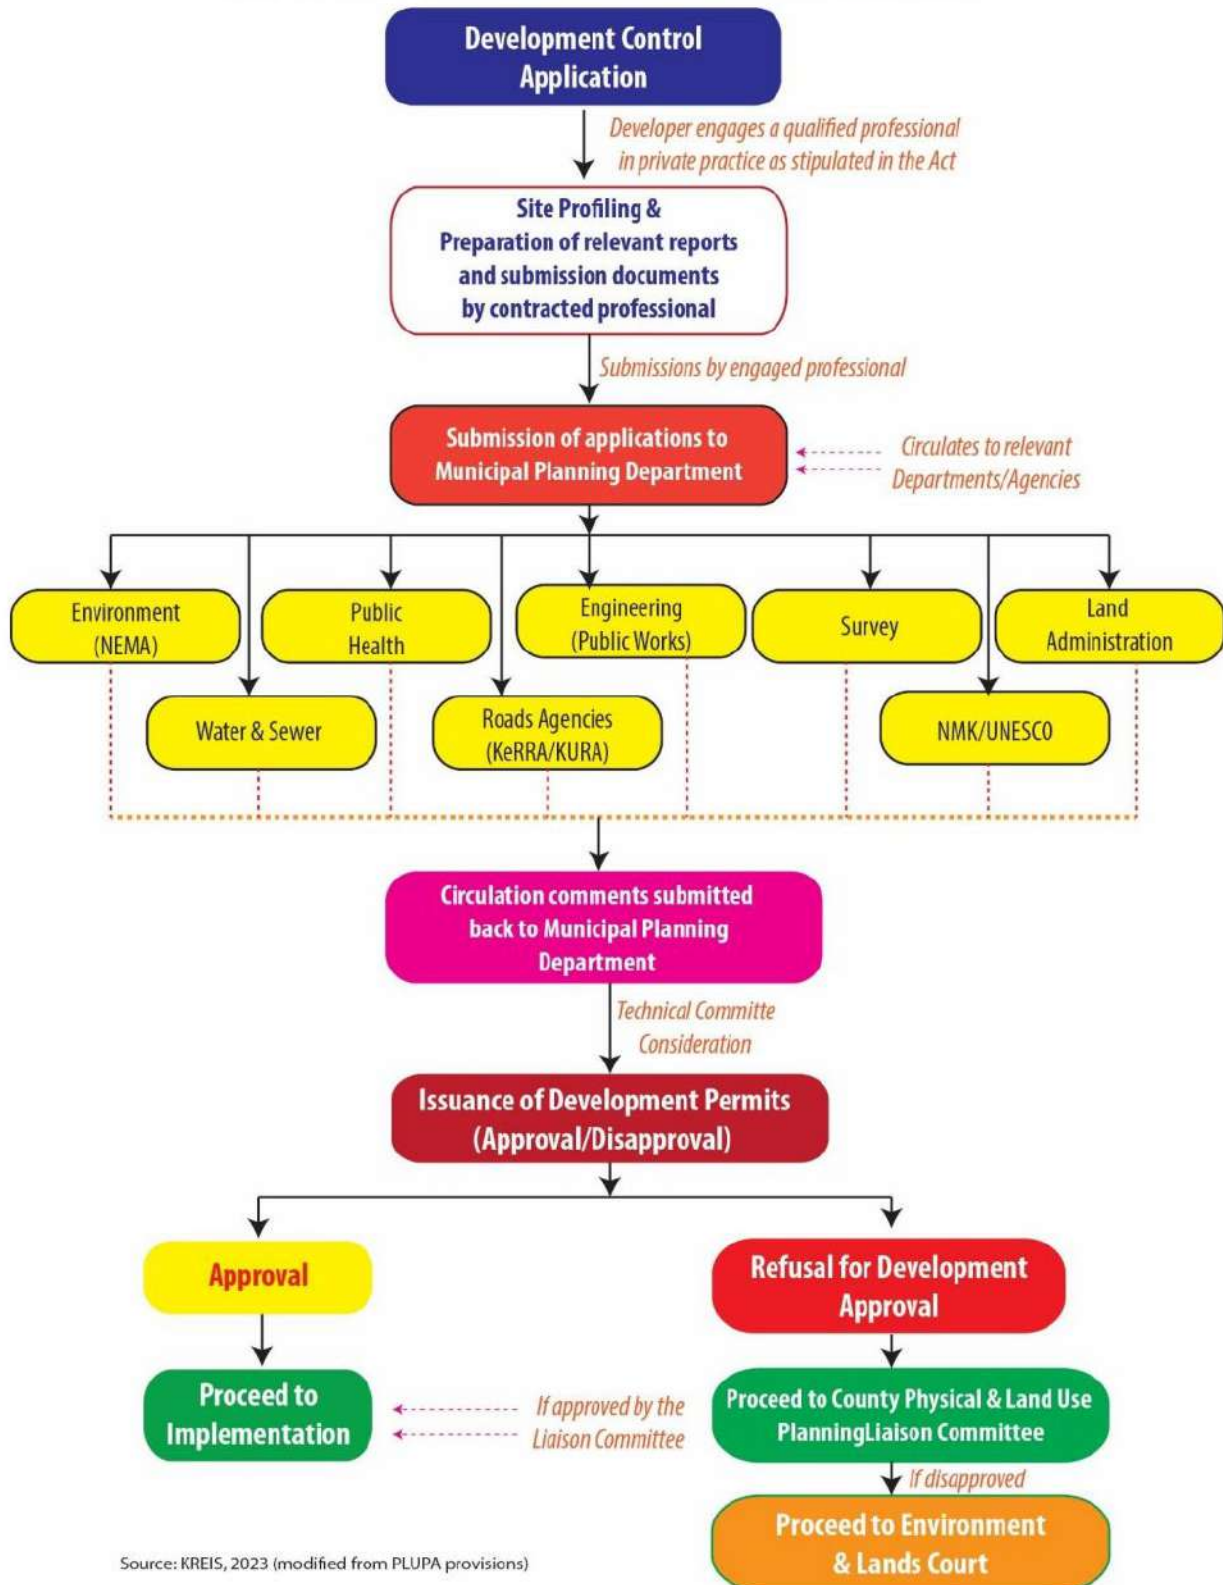 Development Control
Application
Developer engages a qualified professional
in private practice as stipulated in the Act
Site Profiling &
Preparation of relevant reports
and submission documents
by contracted professional
Submissions by engaged professional
Submission of applications to
Municipal Planning Department
Circulates to relevant
Departments/Agencies
Environment
(NEMA)
Public
Health
Engineering
(Public Works)
Survey
Land
Administration
Water & Sewer
Roads Agencies
(KeRRA/KURA)
NMK/UNESCO
Circulation comments submitted
back to Municipal Planning
Department
Technical Committe
Consideration
Issuance of Development Permits
(Approval/Disapproval)
Approval
Refusal for Development
Approval
Proceed to
Implementation
If approved by the
Liaison Committee
Proceed to County Physical & Land Use
PlanningLiaison Committee
If disapproved
Proceed to Environment
& Lands Court
Source: KREIS, 2023 (modified from PLUPA provisions)